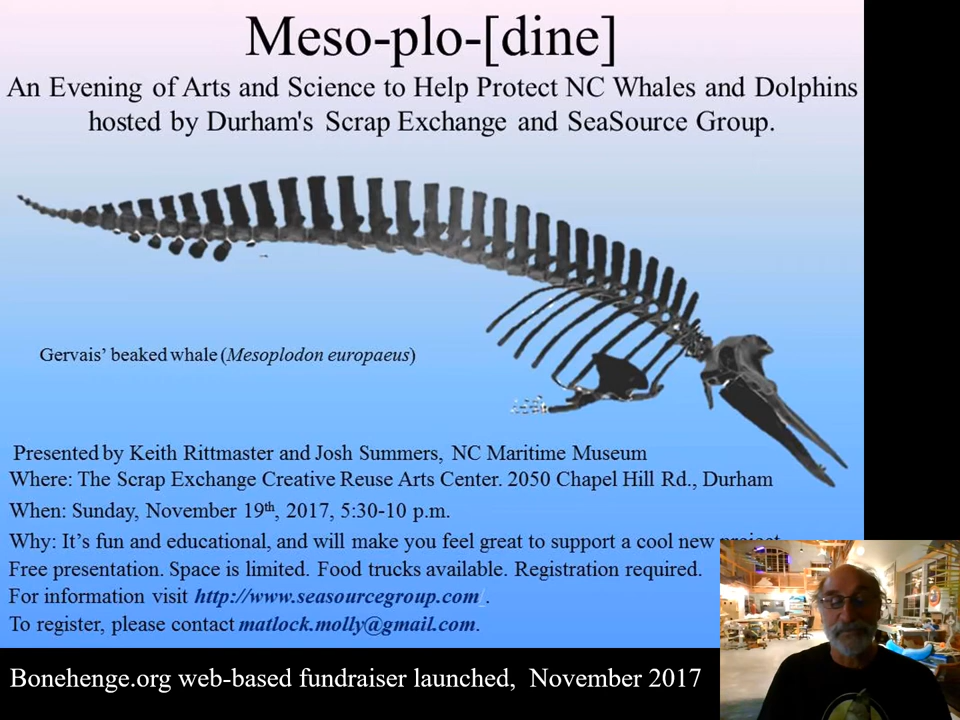 Meso-plo-[dine]
An Evening of Arts and Science to Help Protect NC Whales and Dolphins
hosted by Durham's Scrap Exchange and SeaSource Group.
Gervais’ beaked whale (Mesoplodon europaeus)
Presented by Keith Rittmaster and Josh Summers, NC Maritime Museum
Where: The Scrap Exchange Creative Reuse Arts Center. 2050 Chapel Hill Rd., Durham
When: Sunday, November 19th, 2017, 5:30-10 p.m.
Why: It’s fun and educational, and will make you feel great to support a cool new project.
Free presentation. Space is limited. Food trucks available. Registration required.
For information visit http://www.seasourcegroup.com/.
To register, please contact matlock.molly@gmail.com.
Bonehenge.org web-based fundraiser launched, November 2017